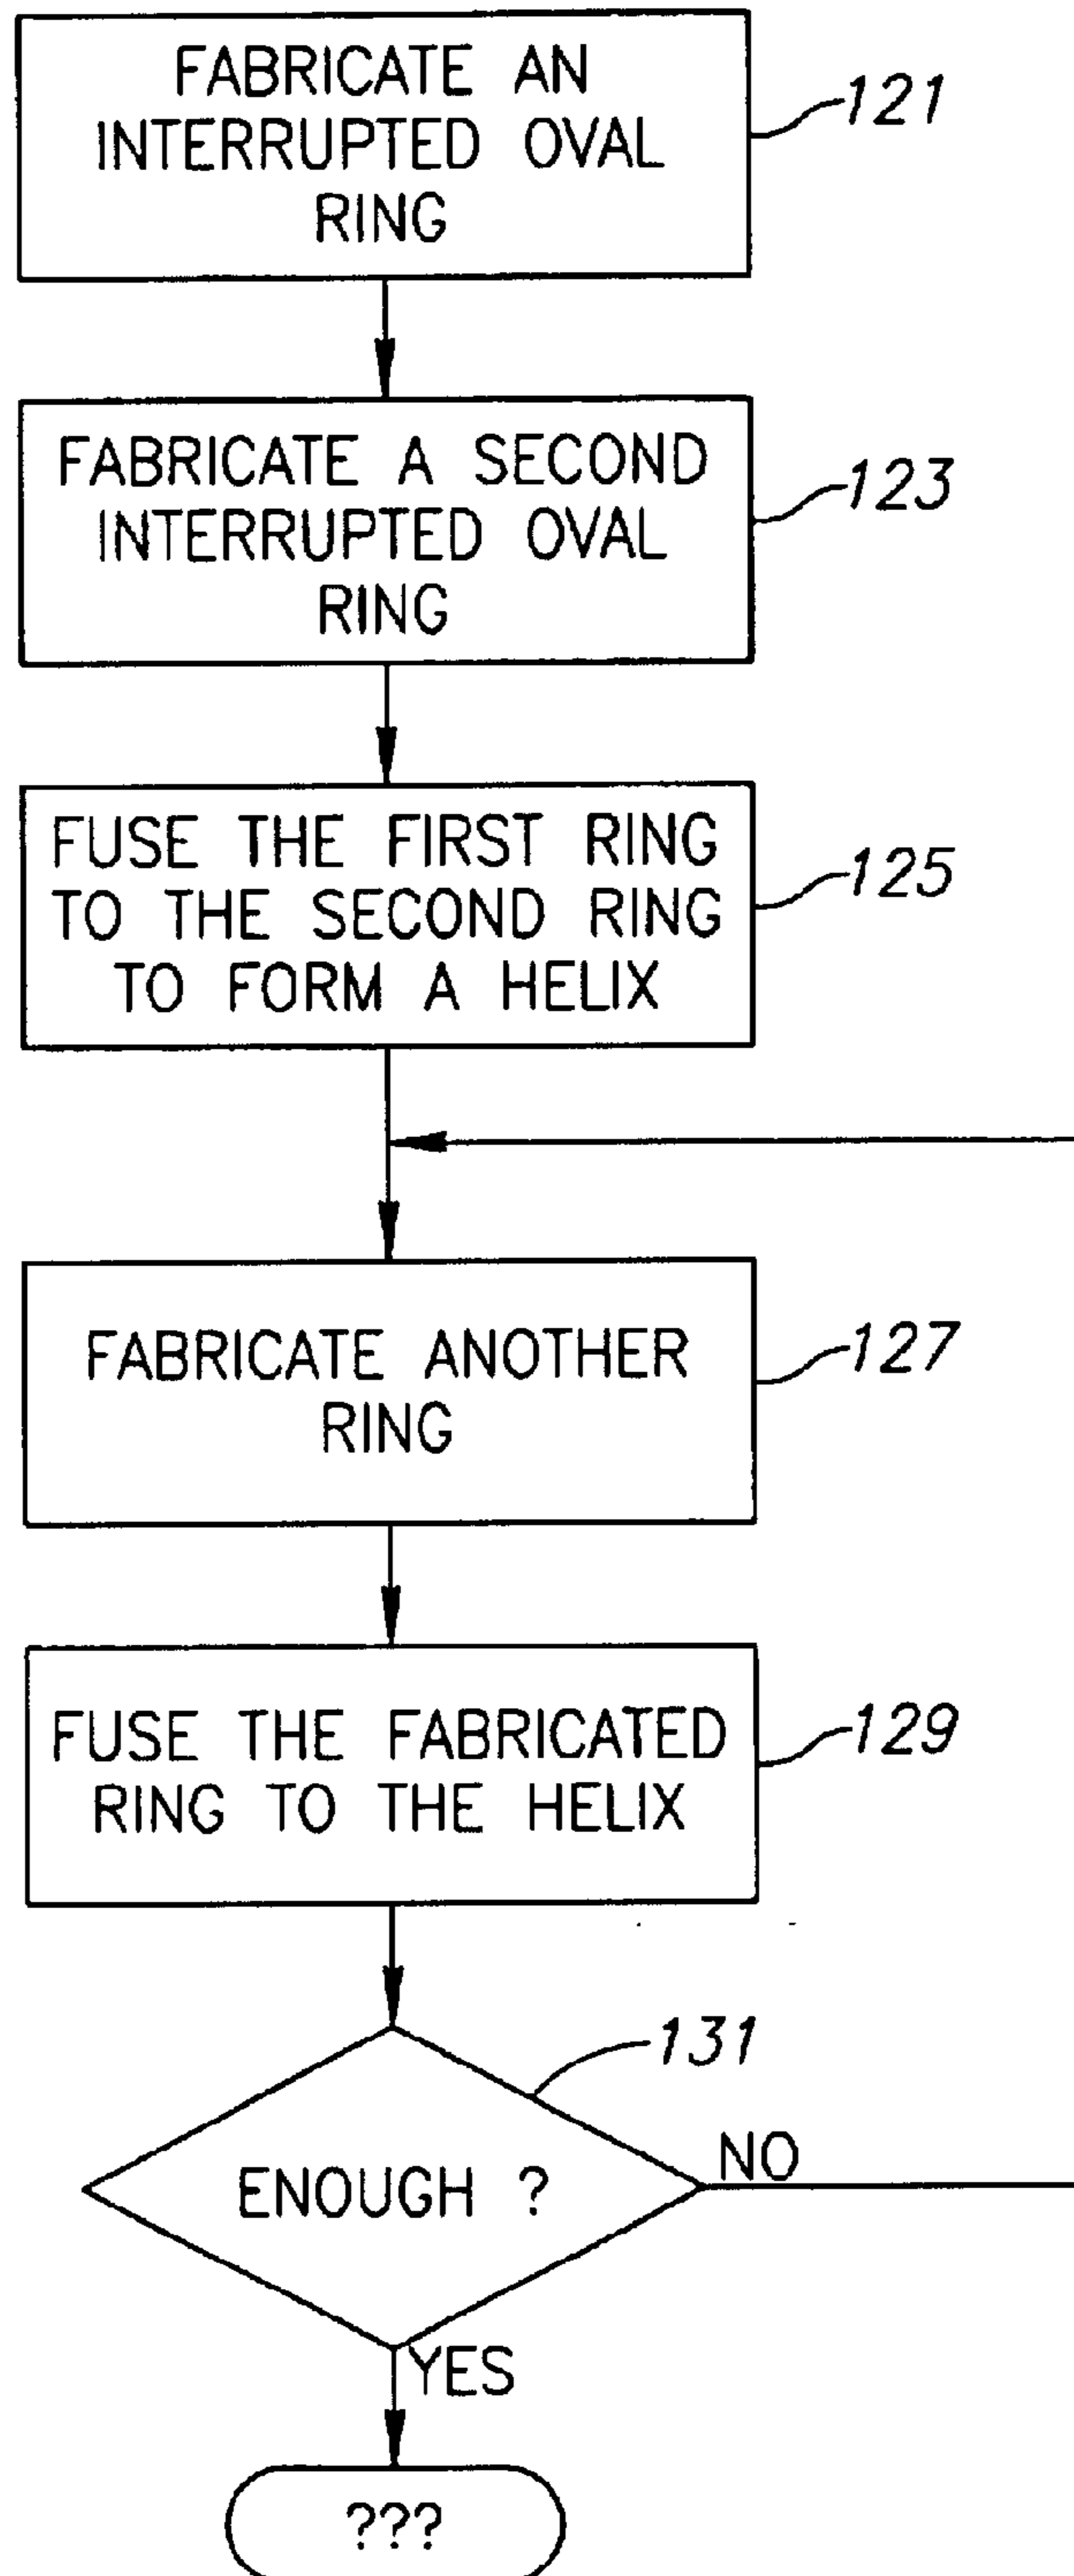 FABRICATE AN
INTERRUPTED OVAL
RING
121
FABRICATE A SECOND
INTERRUPTED OVAL
RING
123
FUSE THE FIRST RING
TO THE SECOND RING
TO FORM A HELIX
125
FABRICATE ANOTHER
RING
127
FUSE THE FABRICATED
RING TO THE HELIX
129
131
ENOUGH ?
NO
YES
???